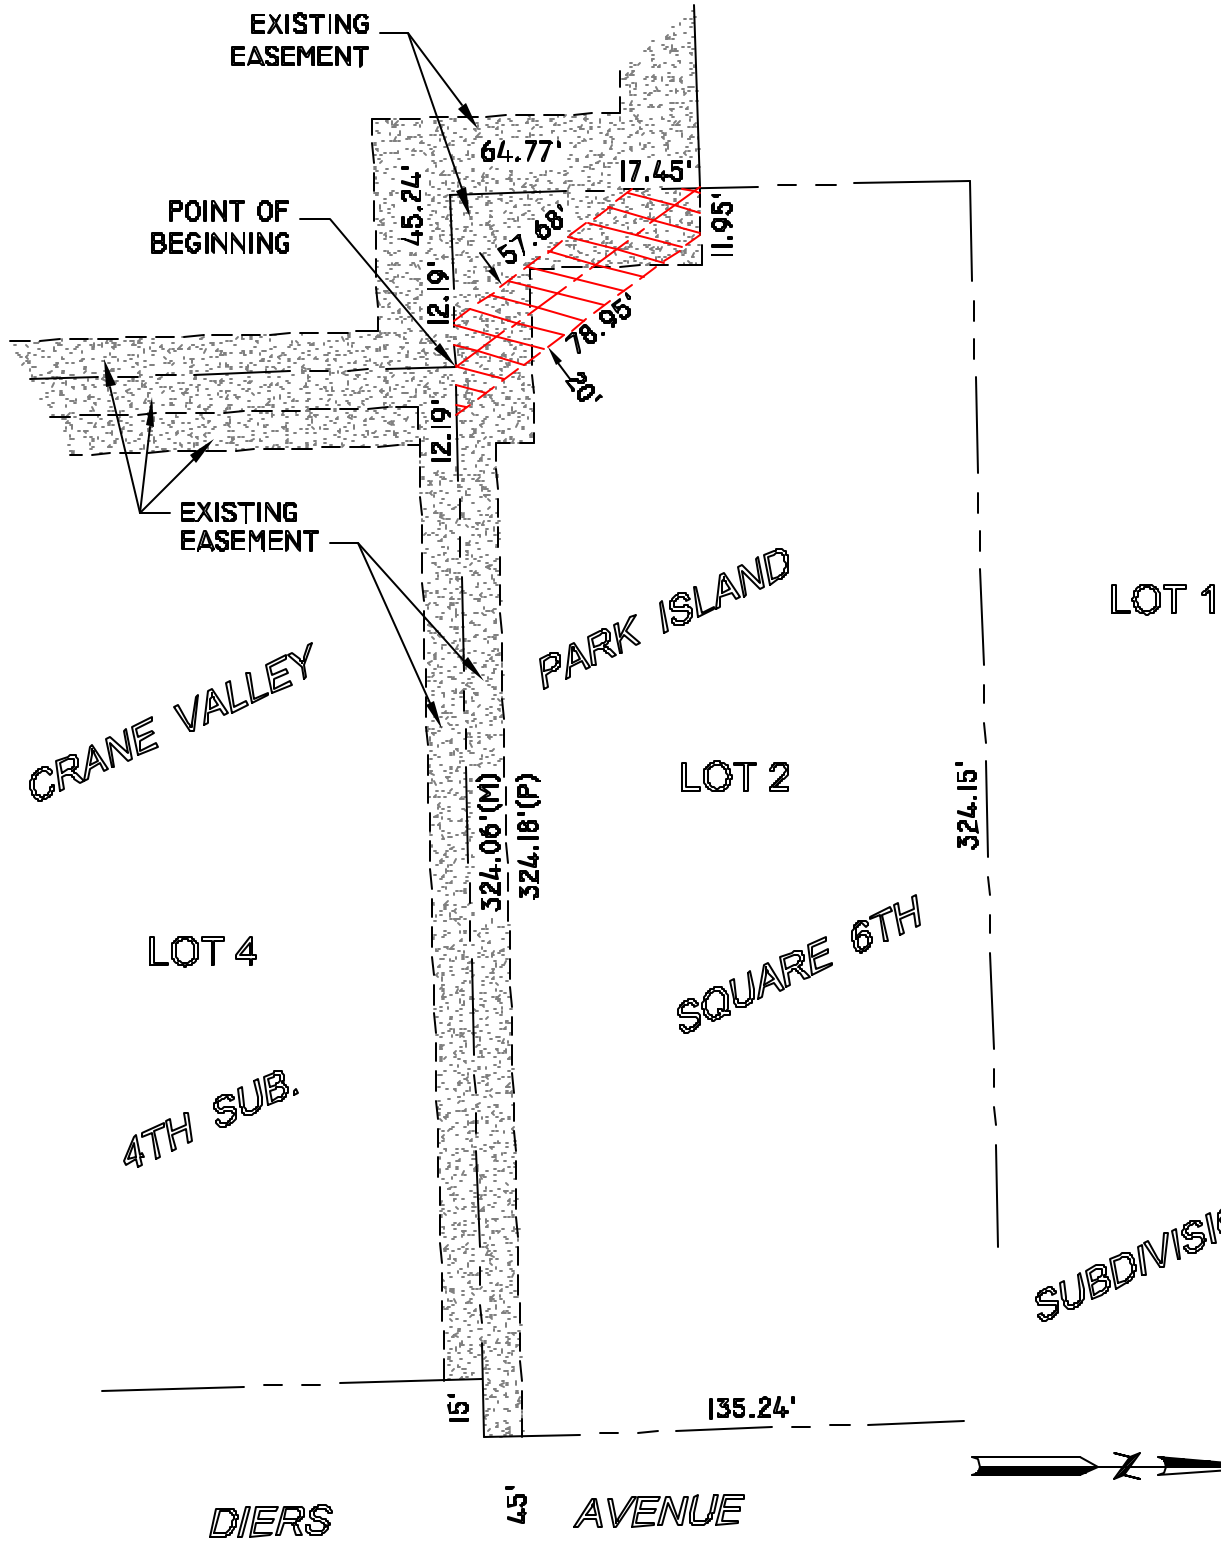 EXISTING
EASEMENT
64.77'
17.45'
45.24'
11.95'
POINT OF
BEGINNING
57.68'
12.19'
78.95'
20'
12.19'
EXISTING
EASEMENT
PARK ISLAND
LOT 1
CRANE VALLEY
LOT 2
324.06'(M)
324.18'(P)
324.15'
LOT 4
SQUARE 6TH
4TH SUB.
15'
135.24'
Z
45'
DIERS AVENUE